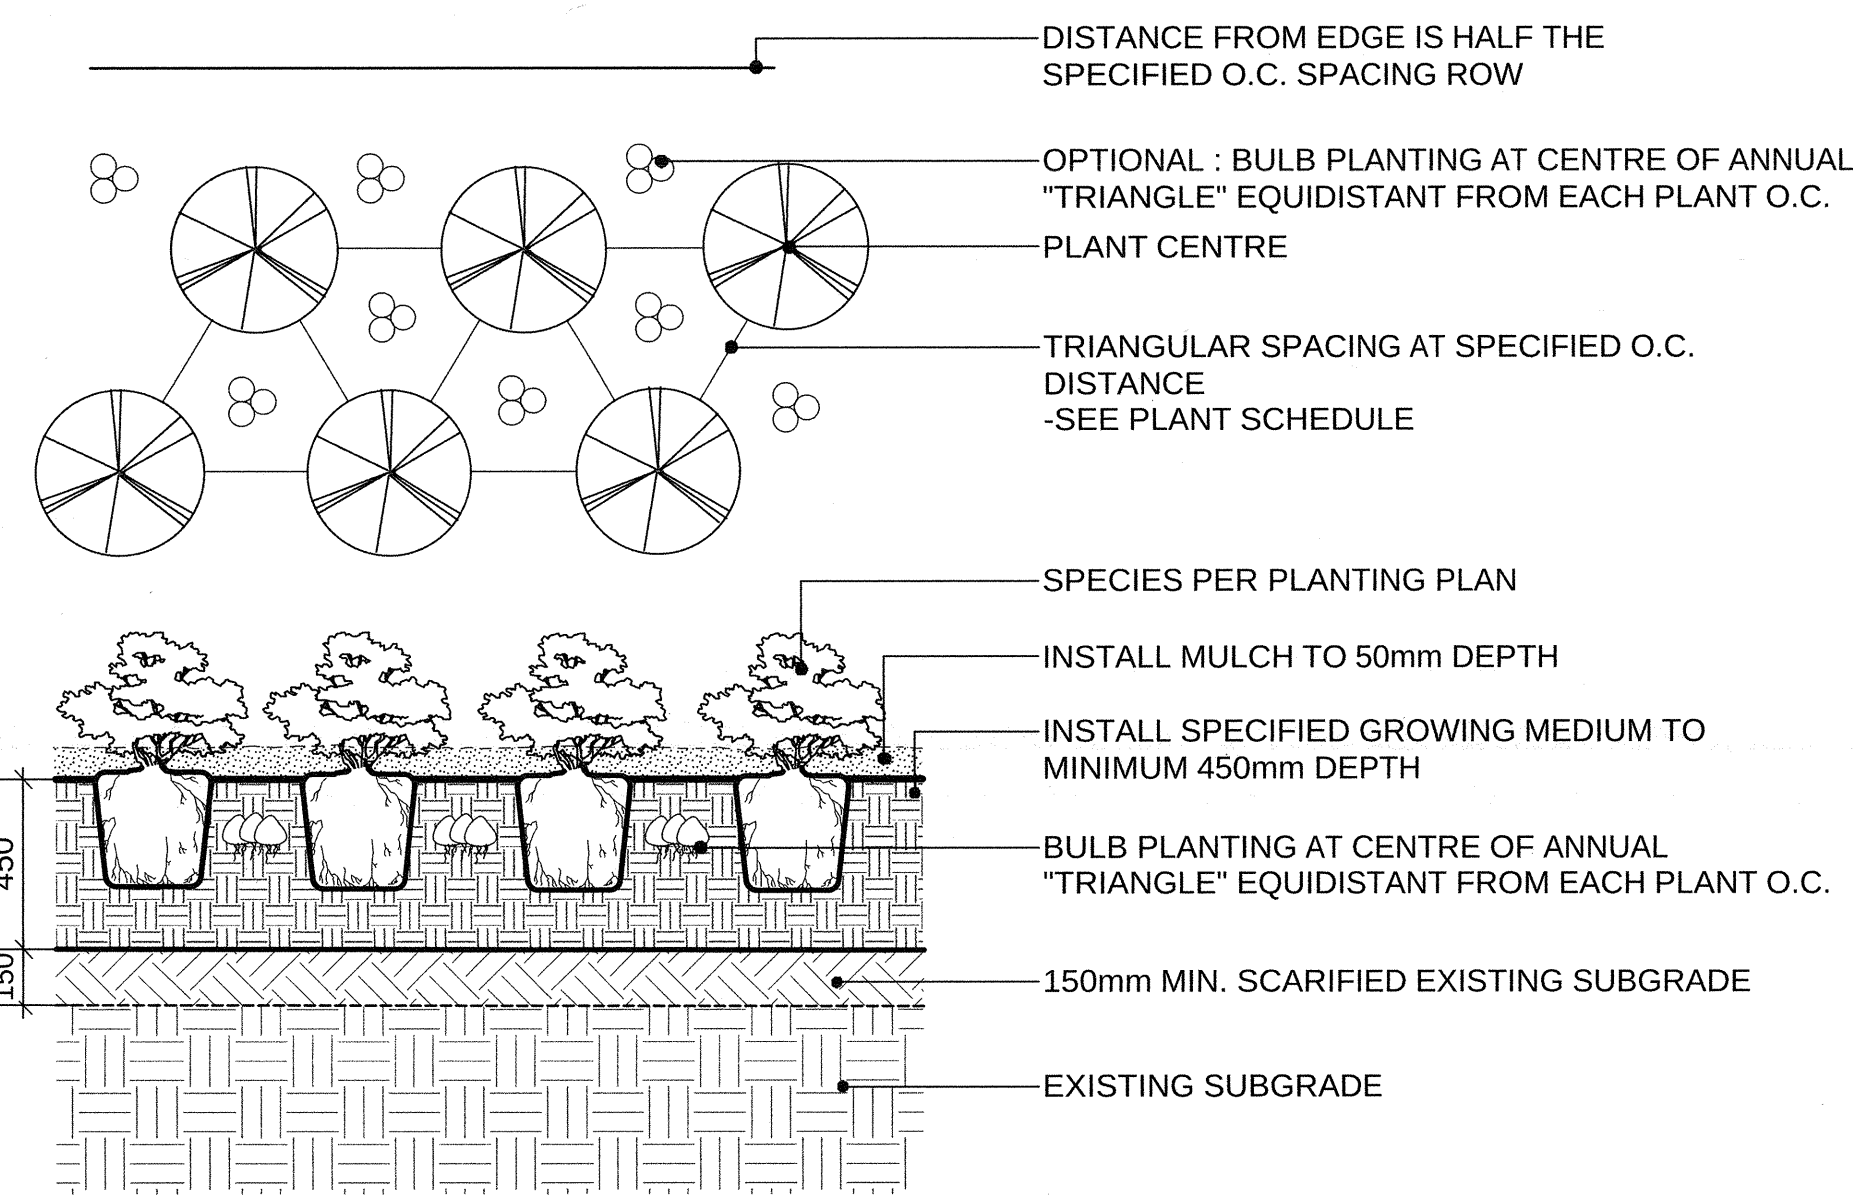 DISTANCE FROM EDGE IS HALF THE
SPECIFIED O.C. SPACING ROW
OPTIONAL : BULB PLANTING AT CENTRE OF ANNUAL
"TRIANGLE" EQUIDISTANT FROM EACH PLANT O.C.
PLANT CENTRE
TRIANGULAR SPACING AT SPECIFIED O.C.
DISTANCE
-SEE PLANT SCHEDULE
SPECIES PER PLANTING PLAN
INSTALL MULCH TO 50mm DEPTH
INSTALL SPECIFIED GROWING MEDIUM TO
MINIMUM 450mm DEPTH
450
BULB PLANTING AT CENTRE OF ANNUAL
"TRIANGLE" EQUIDISTANT FROM EACH PLANT O.C.
150
150mm MIN. SCARIFIED EXISTING SUBGRADE
EXISTING SUBGRADE